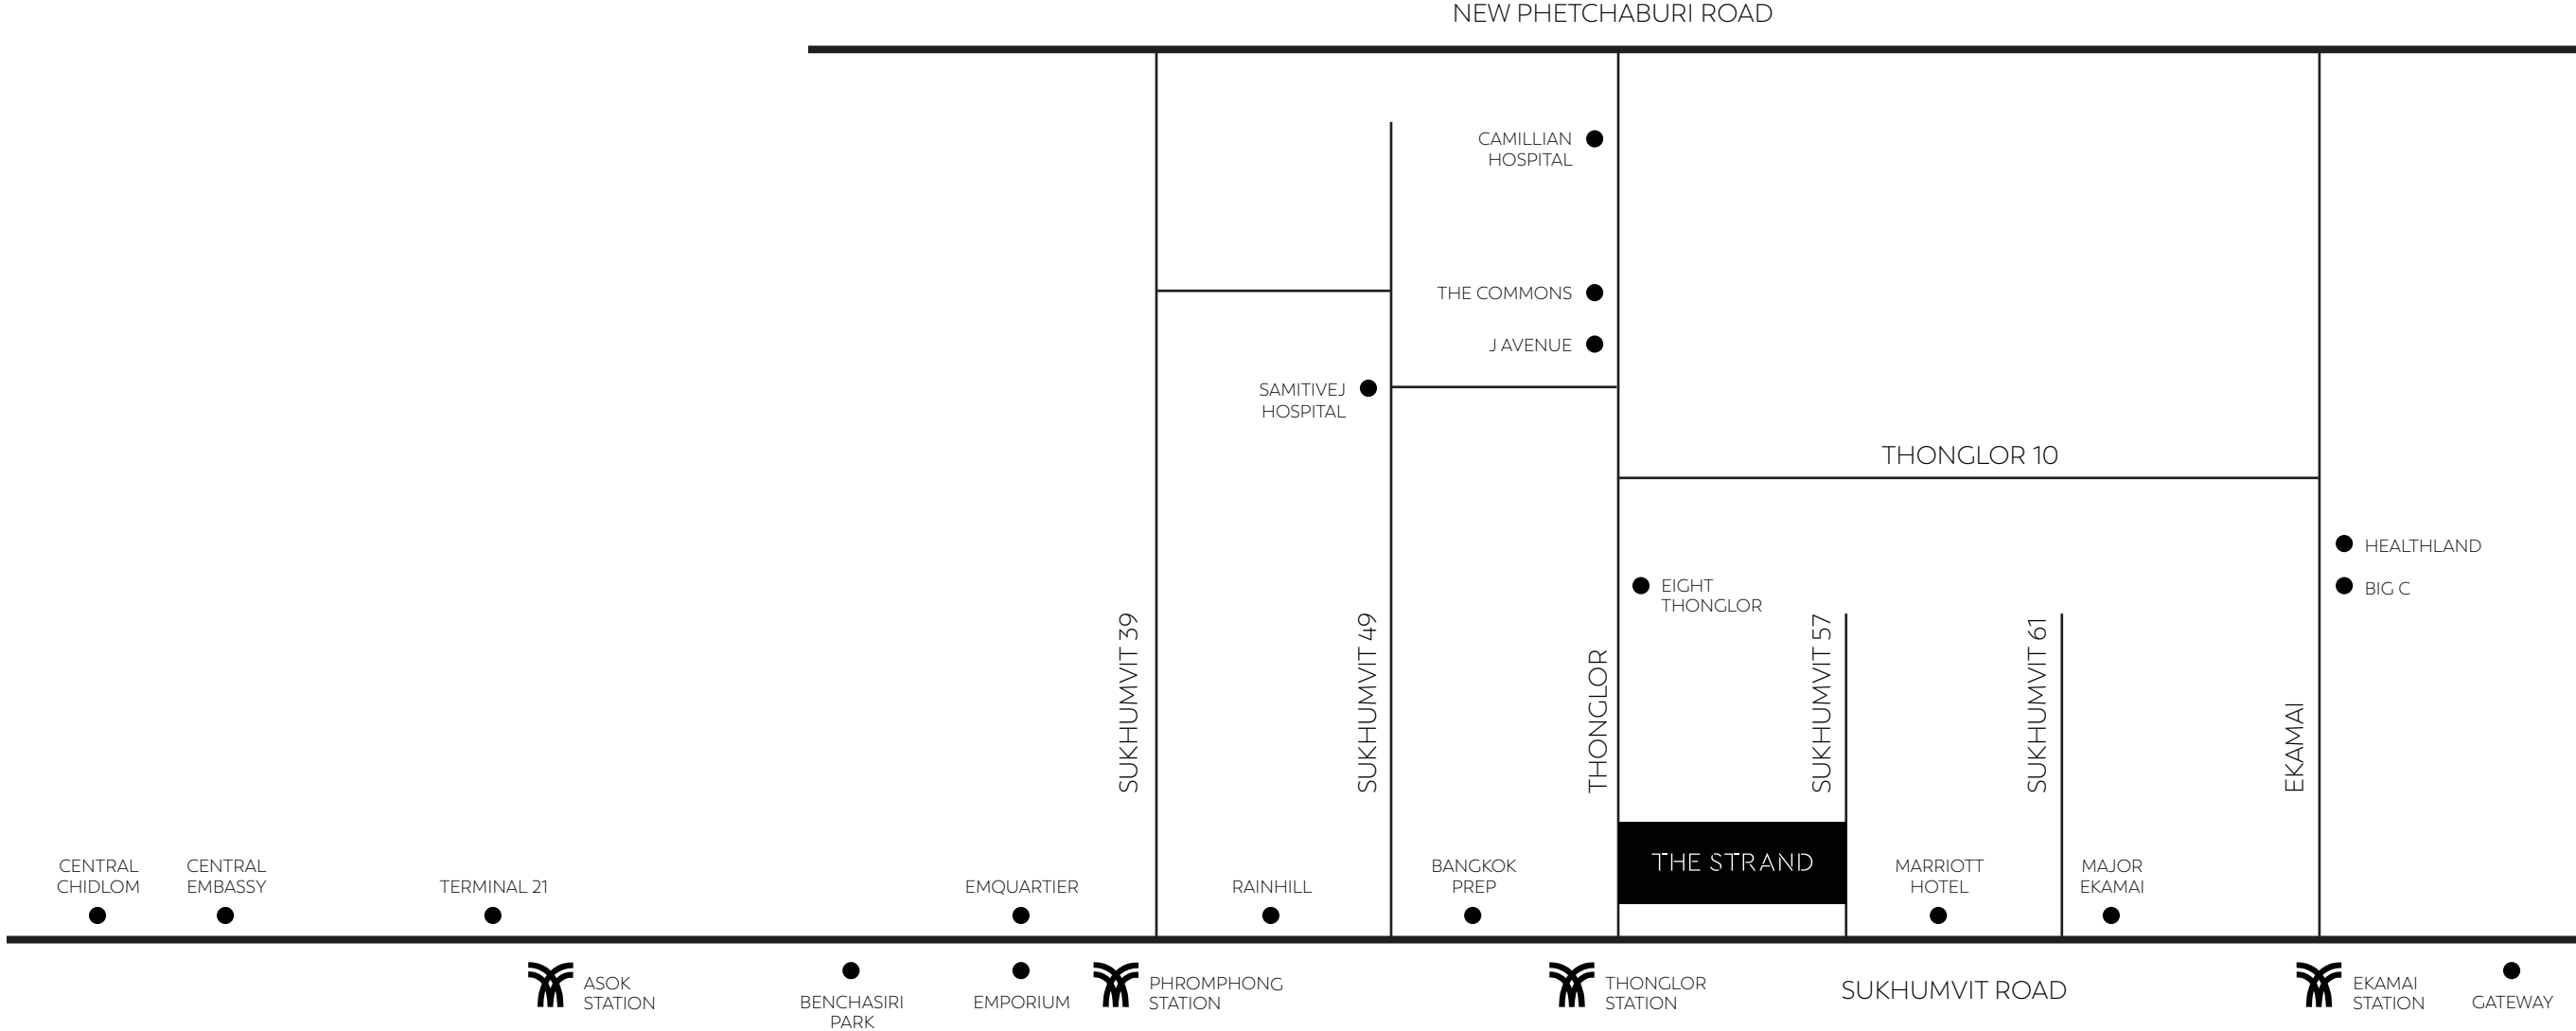 NEW PHETCHABURI ROAD
CAMILLIAN
HOSPITAL
THE COMMONS
J AVENUE
SAMITIVEJ
HOSPITAL
THONGLOR 10
HEALTHLAND
BIG C
EIGHT
THONGLOR
SUKHUMVIT 39
SUKHUMVIT 49
THONGLOR
SUKHUMVIT 57
SUKHUMVIT 61
EKAMAI
THE STRAND
CENTRAL
CHIDLOM
CENTRAL
EMBASSY
TERMINAL 21
EMQUARTIER
RAINHILL
BANGKOK
PREP
MARRIOTT
HOTEL
MAJOR
EKAMAI
ASOK
STATION
BENCHASIRI
PARK
EMPORIUM
PHROMPHONG
STATION
THONGLOR
STATION
SUKHUMVIT ROAD
EKAMAI
STATION
GATEWAY